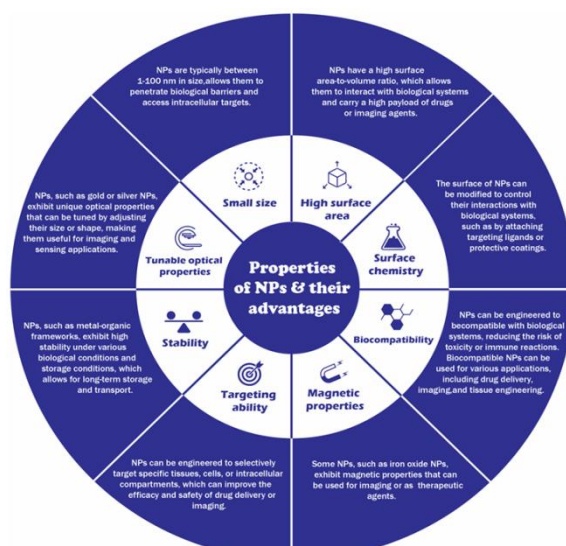 Properties
of NPs & their
advantages
Small size
NPs are typically between
1-100 nm in size,allows them to
penetrate biological barriers and
access intracellular targets.
High surface
area
NPs have a high surface
area-to-volume ratio, which allows
them to interact with biological systems
and carry a high payload of drugs
or imaging agents.
Surface
chemistry
The surface of NPs can
be modified to control
their interactions with
biological systems,
such as by attaching
targeting ligands or
protective coatings.
Biocompatibility
NPs can be engineered to
becompatible with biological
systems, reducing the risk of
toxicity or immune reactions.
Biocompatible NPs can be
used for various applications,
including drug delivery,
imaging,and tissue engineering.
Magnetic
properties
Some NPs, such as iron oxide NPs,
exhibit magnetic properties that can
be used for imaging or as therapeutic
agents.
Targeting
ability
NPs can be engineered to selectively
target specific tissues, cells, or intracellular
compartments, which can improve the
efficacy and safety of drug delivery or
imaging.
Stability
NPs, such as metal-organic
frameworks, exhibit high
stability under various
biological conditions and
storage conditions, which
allows for long-term storage
and transport.
Tunable optical
properties
NPs, such as gold or silver NPs,
exhibit unique optical properties
that can be tuned by adjusting
their size or shape, making
them useful for imaging and
sensing applications.